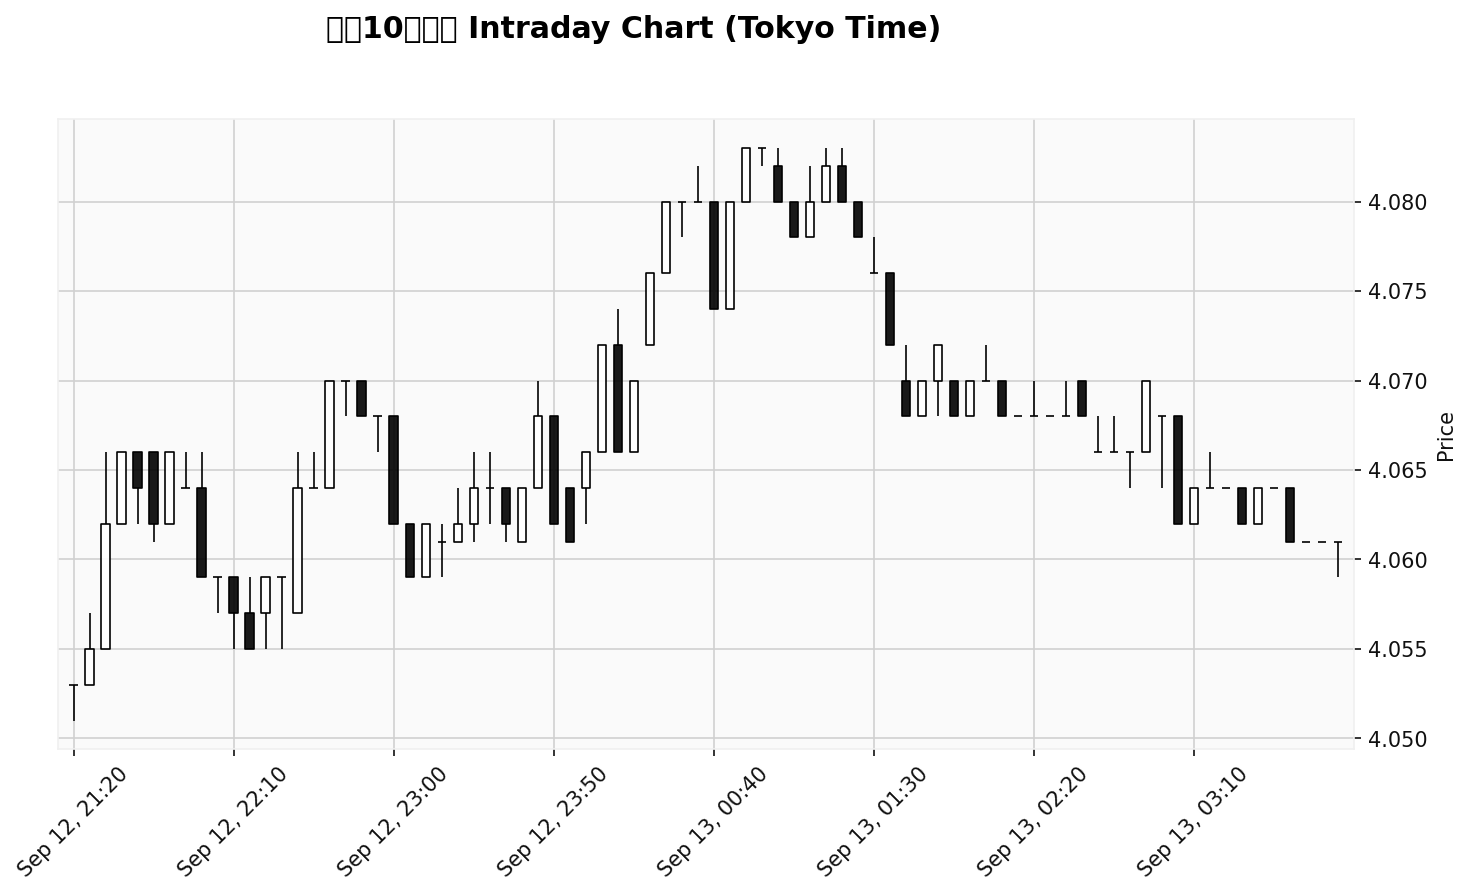 10 Intraday Chart (Tokyo Time)
4.080
4.075
4.070
4.065
4.060
4.055
4.050
Price
Sep 12, 21:20
Sep 12, 22:10
Sep 12, 23:00
Sep 12, 23:50
Sep 13, 00:40
Sep 13, 01:30
Sep 13, 02:20
Sep 13, 03:10